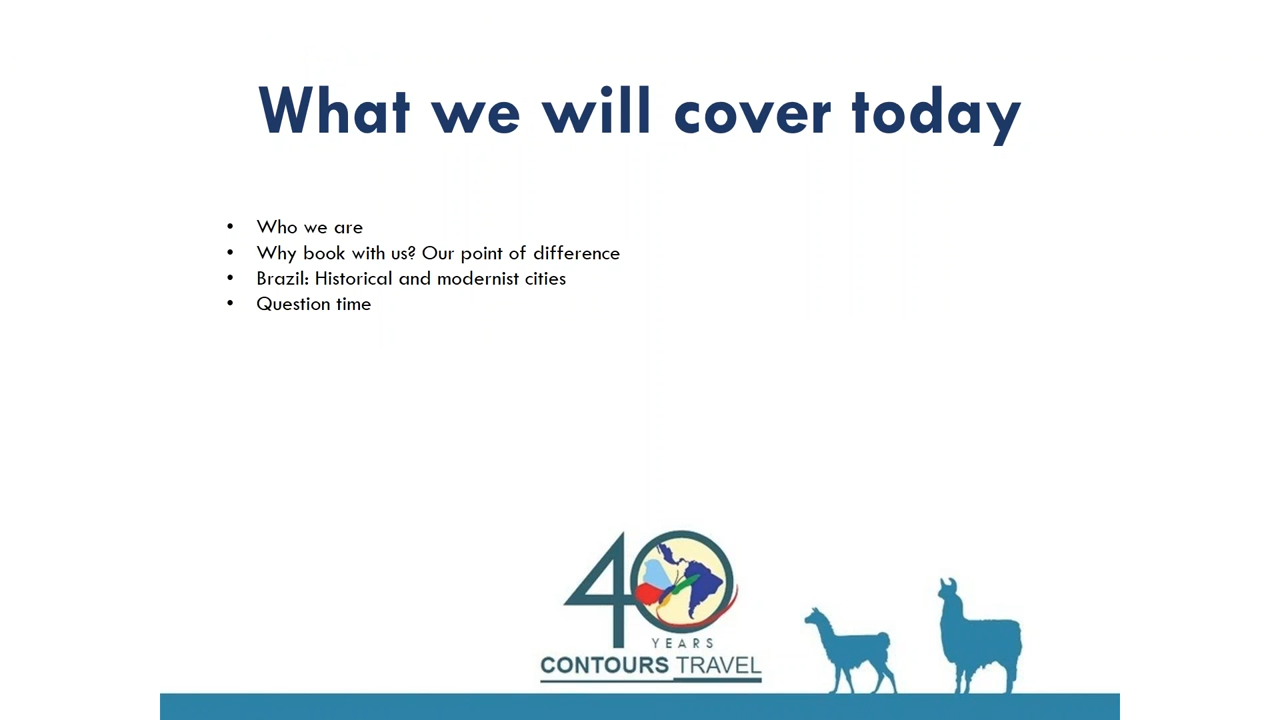 What we will cover today
• Who we are
• Why book with us? Our point of difference
• Brazil: Historical and modernist cities
• Question time
40
YEARS
CONTOURS TRAVEL